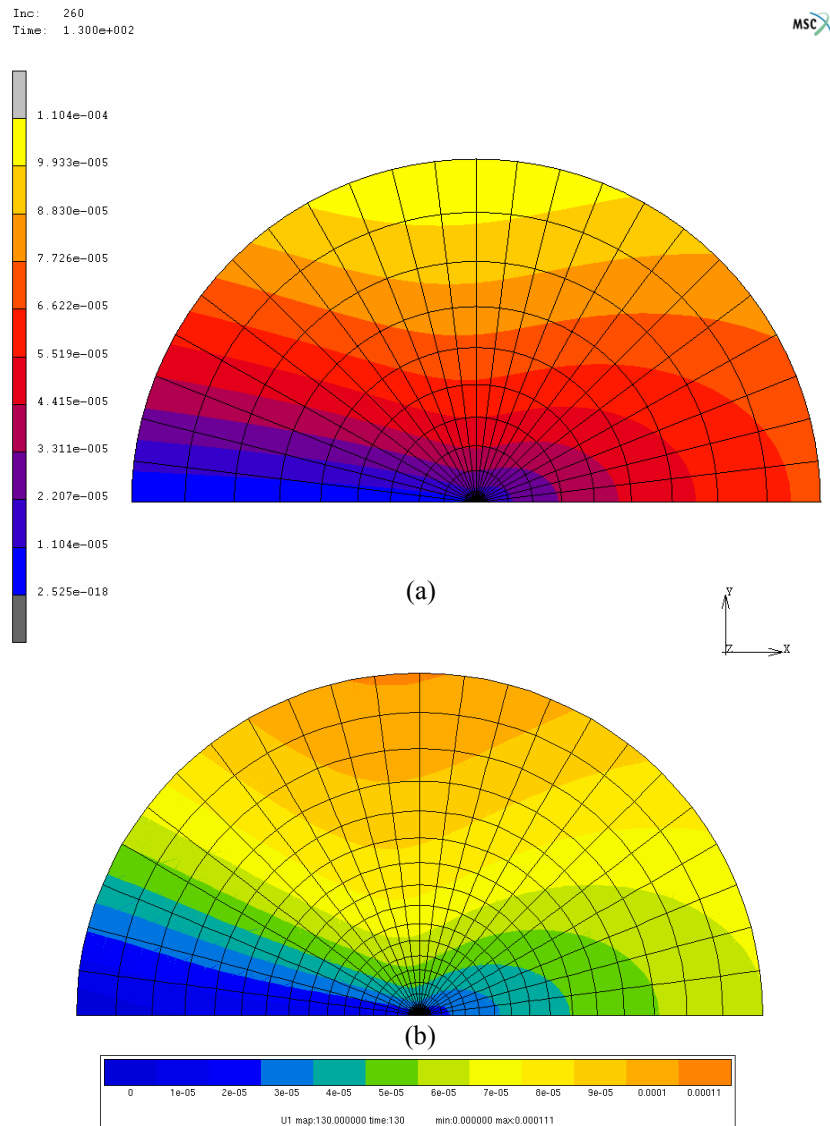 Inc: 260
Time: 1.300e+002
MSC
1.104e-004
9.933e-005
8.830e-005
7.726e-005
6.622e-005
5.519e-005
4.415e-005
3.311e-005
2.207e-005
1.104e-005
2.525e-018
(a)
Y
Z X
(b)
0 1e-05 2e-05 3e-05 4e-05 5e-05 6e-05 7e-05 8e-05 9e-05 0.0001 0.00011
U1 map:130.000000 time:130 min:0.000000 max:0.000111